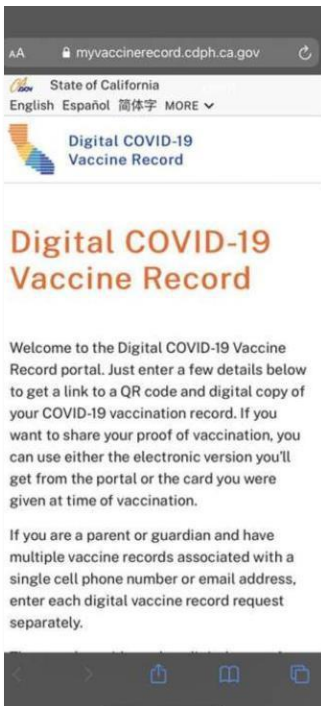 AA myvaccinerecord.cdph.ca.gov
CA.GOV State of California
English Español 简体字 MORE
Digital COVID-19
Vaccine Record
Digital COVID-19
Vaccine Record
Welcome to the Digital COVID-19 Vaccine
Record portal. Just enter a few details below
to get a link to a QR code and digital copy of
your COVID-19 vaccination record. If you
want to share your proof of vaccination, you
can use either the electronic version you'll
get from the portal or the card you were
given at time of vaccination.
If you are a parent or guardian and have
multiple vaccine records associated with a
single cell phone number or email address,
enter each digital vaccine record request
separately.